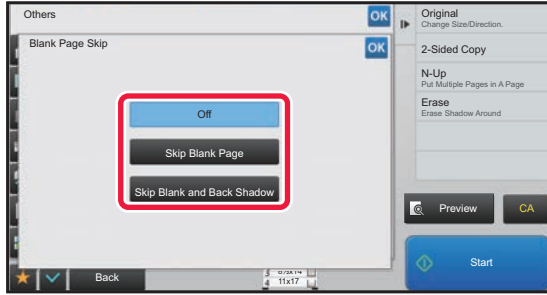 Others
OK
Blank Page Skip
OK
Off
Skip Blank Page
Skip Blank and Back Shadow
Back
4 11x17
Original
Change Size/Direction.
2-Sided Copy
N-Up
Put Multiple Pages in A Page
Erase
Erase Shadow Around
Preview
CA
Start